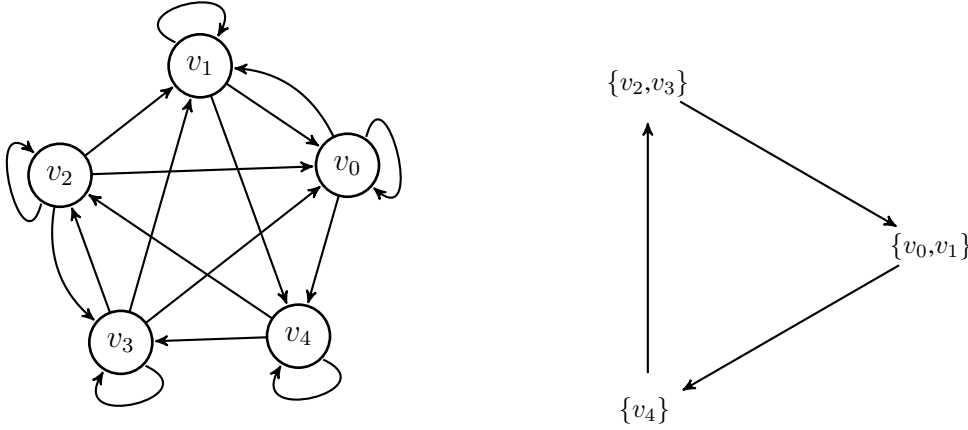 v₁
v₀
v₂
v₃
v₄
{v₂,v₃}
{v₀,v₁}
{v₄}